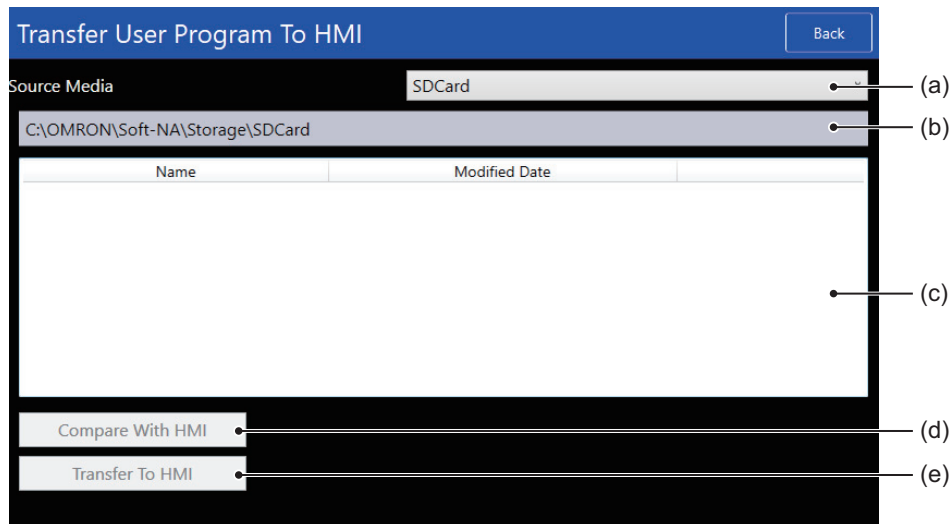 Transfer User Program To HMI
Back
Source Media
SDCard
(a)
C:\OMRON\Soft-NA\Storage\SDCard
(b)
Name
Modified Date
(c)
Compare With HMI
(d)
Transfer To HMI
(e)